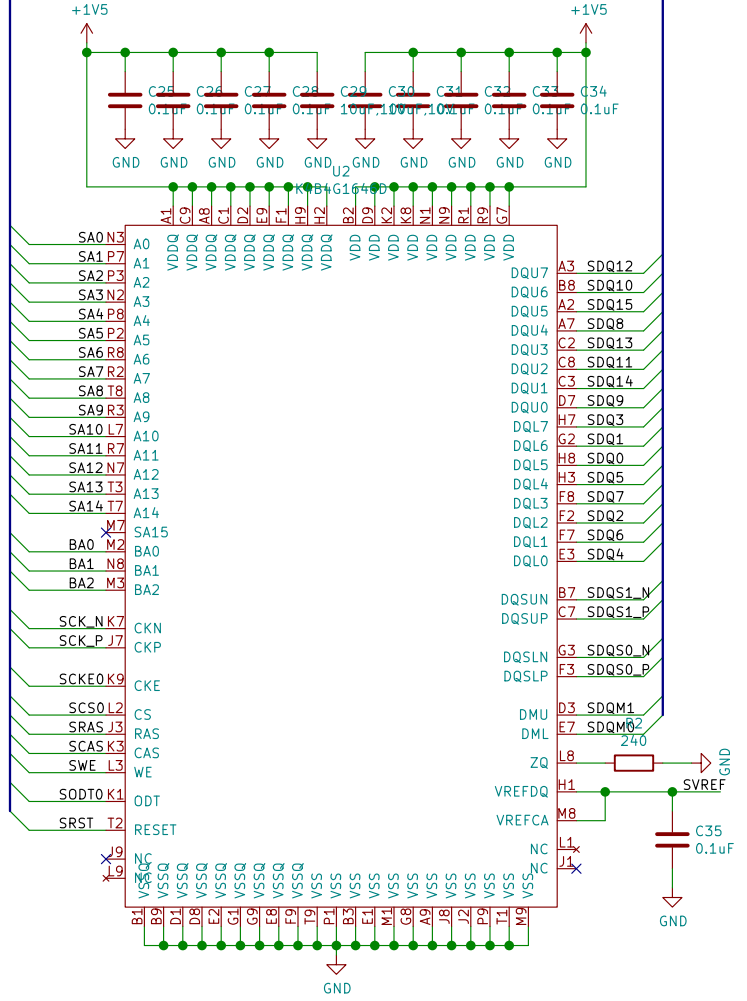 +1V5 +1V5
C25 C26 C27 C28 C29 C30 C31 C32 C33 C34
0.1uF 0.1uF 0.1uF 0.1uF 0.1uF 0.1uF 0.1uF
GND GND GND GND GND GND GND GND GND GND
U2
K4B4G1646D
A1 C9 A8 C1 D2 E9 F1 H9 H2 B2 D9 K2 K8 N1 N9 R1 R9 G7
VDDQ VDDQ VDDQ VDDQ VDDQ VDDQ VDDQ VDDQ VDDQ VDD VDD VDD VDD VDD VDD VDD VDD VDD
SA0 N3 A0
SA1 P7 A1
SA2 P3 A2
SA3 N2 A3
SA4 P8 A4
SA5 P2 A5
SA6 R8 A6
SA7 R2 A7
SA8 T8 A8
SA9 R3 A9
SA10 L7 A10
SA11 R7 A11
SA12 N7 A12
SA13 T3 A13
SA14 T7 A14
M7 SA15
BA0 M2 BA0
BA1 N8 BA1
BA2 M3 BA2
SCK_N K7 CKN
SCK_P J7 CKP
SCKE0 K9 CKE
SCS0 L2 CS
SRAS J3 RAS
SCAS K3 CAS
SWE L3 WE
SODT0 K1 ODT
SRST T2 RESET
J9 NC
L9 NC
DQU7 A3 SDQ12
DQU6 B8 SDQ10
DQU5 A2 SDQ15
DQU4 A7 SDQ8
DQU3 C2 SDQ13
DQU2 C8 SDQ11
DQU1 C3 SDQ14
DQU0 D7 SDQ9
DQL7 H7 SDQ3
DQL6 G2 SDQ1
DQL5 H8 SDQ0
DQL4 H3 SDQ5
DQL3 F8 SDQ7
DQL2 F2 SDQ2
DQL1 F7 SDQ6
DQL0 E3 SDQ4
DQSUN B7 SDQS1_N
DQSUP C7 SDQS1_P
DQSLN G3 SDQS0_N
DQSLP F3 SDQS0_P
DMU D3 SDQM1
DML E7 SDQM0
R2
240
ZQ L8 GND
VREFDQ H1 SVREF
VREFCA M8
NC L1
NC J1
C35
0.1uF
GND
VSSQ VSSQ VSSQ VSSQ VSSQ VSSQ VSSQ VSSQ VSSQ VSS VSS VSS VSS VSS VSS VSS VSS VSS VSS VSS VSS
B1 B9 D1 D8 E2 G1 G9 E8 F9 T9 P1 B3 E1 M1 G8 A9 J8 J2 P9 T1 M9
GND